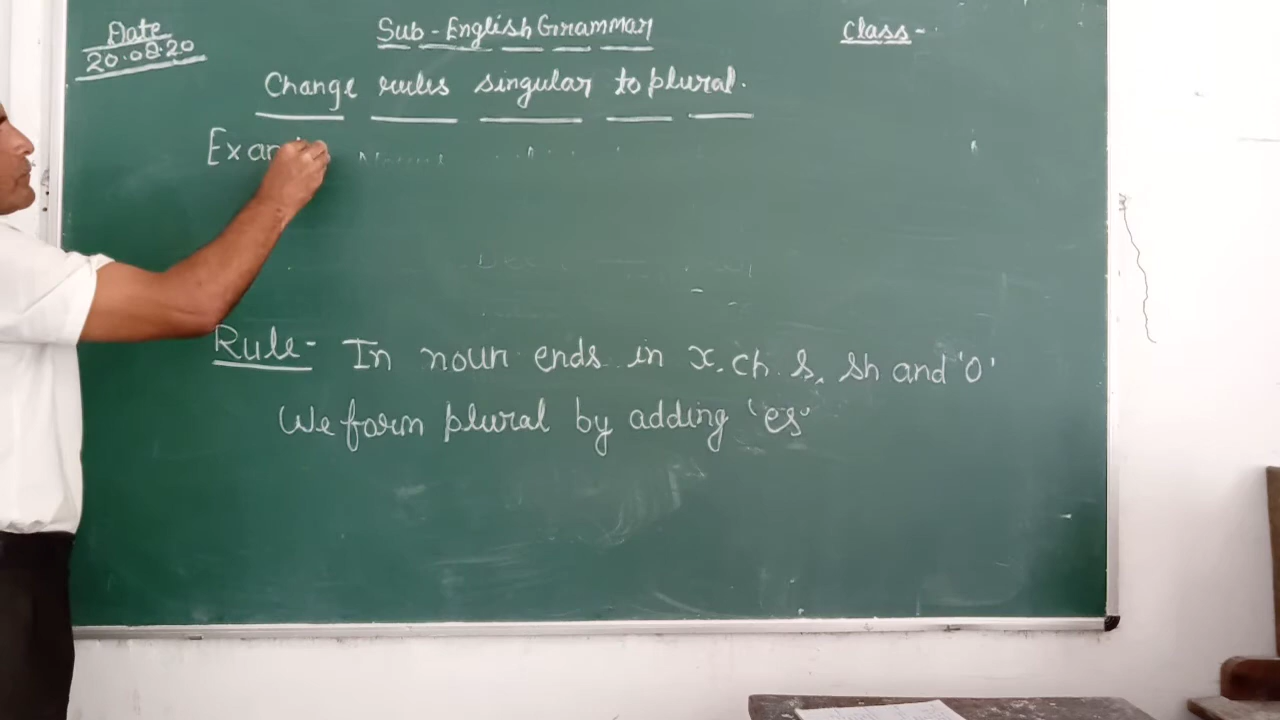 Date
20.08.20
Sub - English Grammar
Class -
Change rules singular to plural.
Exam
Rule - In noun ends in x, ch. s, sh and 'o'
We form plural by adding 'es'